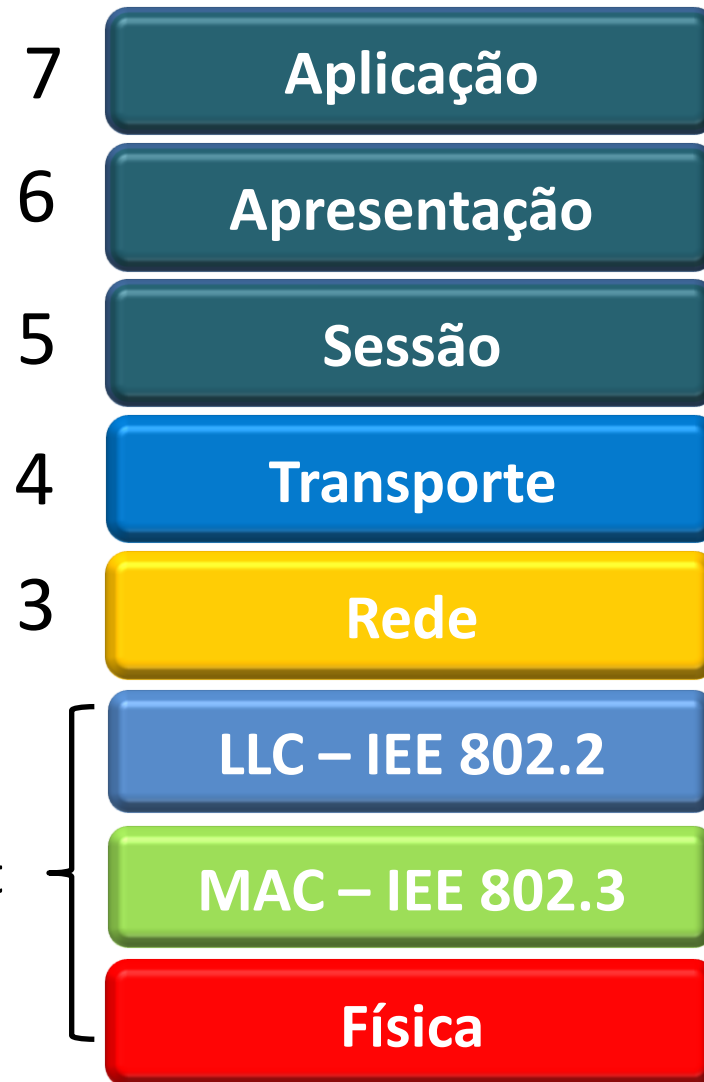 7
Aplicação
6
Apresentação
5
Sessão
4
Transporte
3
Rede
LLC – IEE 802.2
MAC – IEE 802.3
Física